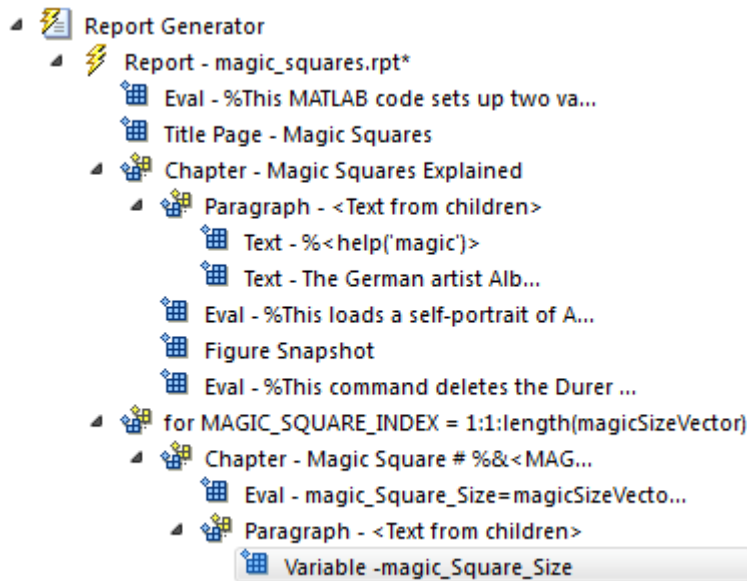 Report Generator
Report - magic_squares.rpt*
Eval - %This MATLAB code sets up two va...
Title Page - Magic Squares
Chapter - Magic Squares Explained
Paragraph - <Text from children>
Text - %<help('magic')>
Text - The German artist Alb...
Eval - %This loads a self-portrait of A...
Figure Snapshot
Eval - %This command deletes the Durer ...
for MAGIC_SQUARE_INDEX = 1:1:length(magicSizeVector)
Chapter - Magic Square # %&<MAG...
Eval - magic_Square_Size=magicSizeVecto...
Paragraph - <Text from children>
Variable -magic_Square_Size